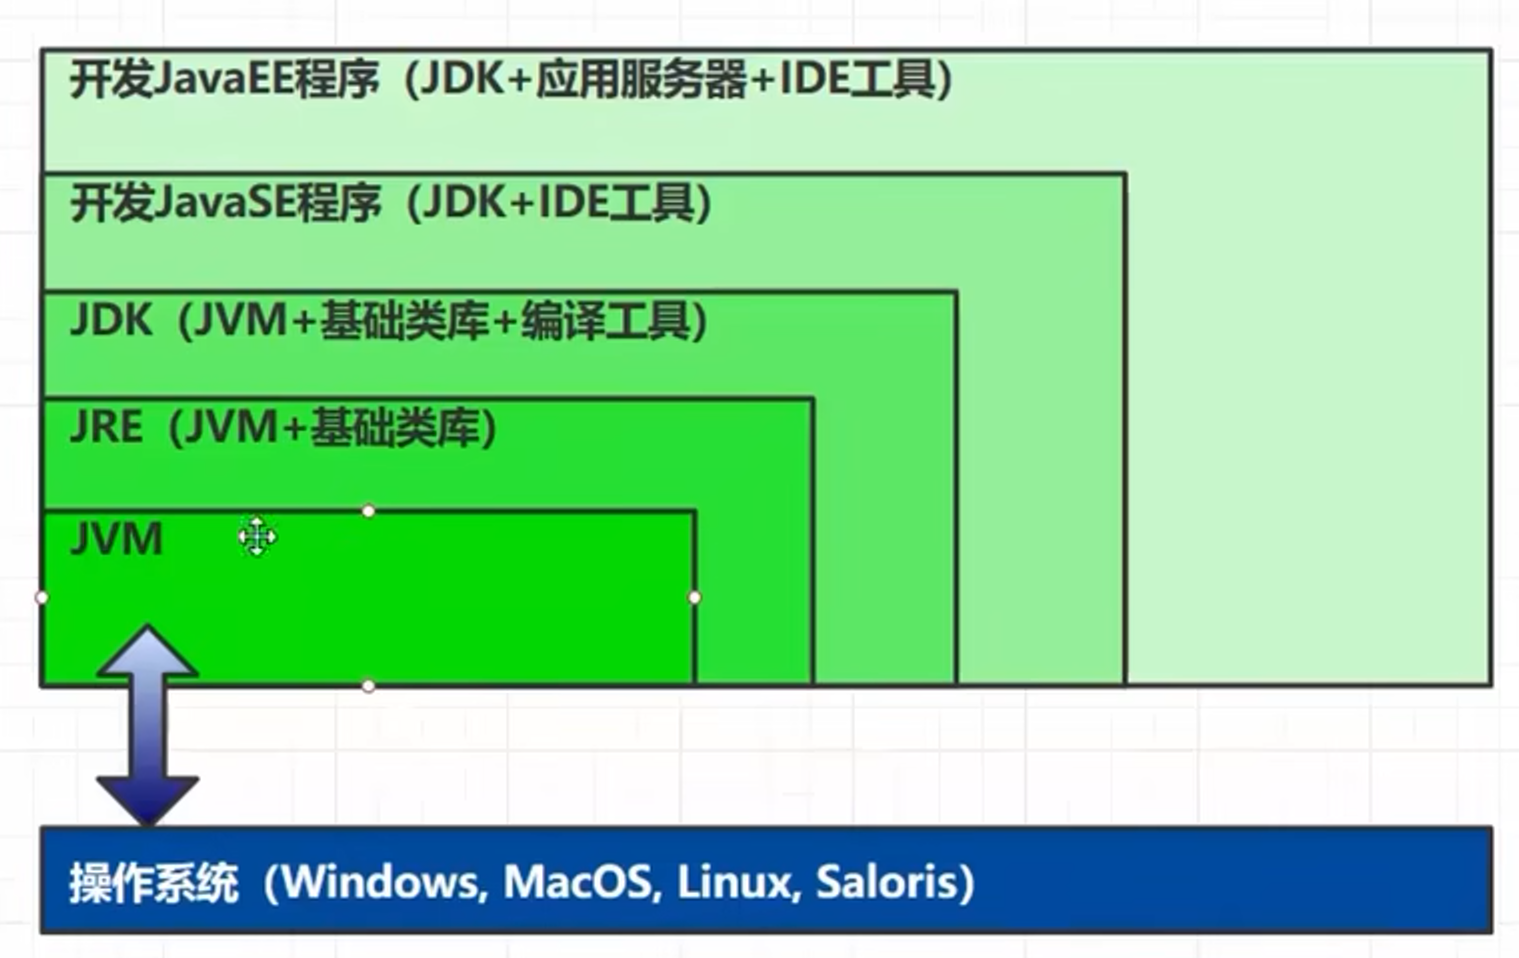 开发JavaEE程序（JDK+应用服务器+IDE工具）
开发JavaSE程序（JDK+IDE工具）
JDK（JVM+基础类库+编译工具）
JRE（JVM+基础类库）
JVM
操作系统（Windows, MacOS, Linux, Saloris）